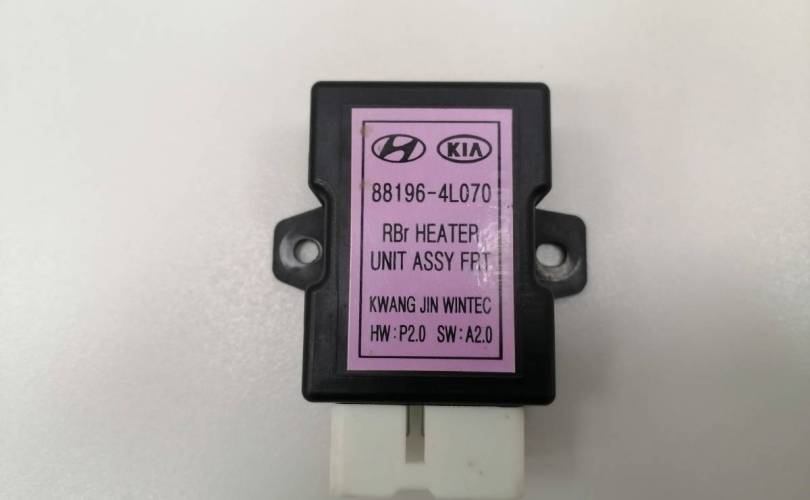 KIA
88196-4L070
RBr HEATER
UNIT ASSY FRT
KWANG JIN WINTEC
HW:P2.0 SW:A2.0